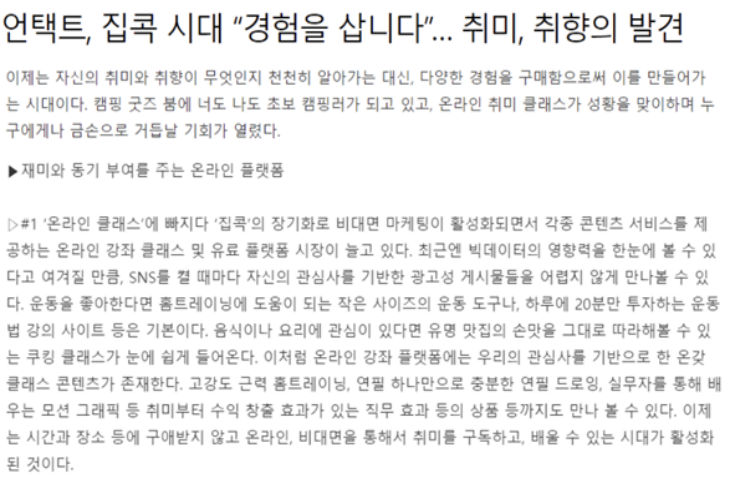 언택트, 집콕 시대 “경험을 삽니다”… 취미, 취향의 발견
이제는 자신의 취미와 취향이 무엇인지 천천히 알아가는 대신, 다양한 경험을 구매함으로써 이를 만들어가
는 시대이다. 캠핑 굿즈 붐에 너도 나도 초보 캠핑러가 되고 있고, 온라인 취미 클래스가 성황을 맞이하며 누
구에게나 금손으로 거듭날 기회가 열렸다.
▶재미와 동기 부여를 주는 온라인 플랫폼
▷#1 ‘온라인 클래스’에 빠지다 ‘집콕’의 장기화로 비대면 마케팅이 활성화되면서 각종 콘텐츠 서비스를 제
공하는 온라인 강좌 클래스 및 유료 플랫폼 시장이 늘고 있다. 최근엔 빅데이터의 영향력을 한눈에 볼 수 있
다고 여겨질 만큼, SNS를 켤 때마다 자신의 관심사를 기반한 광고성 게시물들을 어렵지 않게 만나볼 수 있
다. 운동을 좋아한다면 홈트레이닝에 도움이 되는 작은 사이즈의 운동 도구나, 하루에 20분만 투자하는 운동
법 강의 사이트 등은 기본이다. 음식이나 요리에 관심이 있다면 유명 맛집의 손맛을 그대로 따라해볼 수 있
는 쿠킹 클래스가 눈에 쉽게 들어온다. 이처럼 온라인 강좌 플랫폼에는 우리의 관심사를 기반으로 한 온갖
클래스 콘텐츠가 존재한다. 고강도 근력 홈트레이닝, 연필 하나만으로 충분한 연필 드로잉, 실무자를 통해 배
우는 모션 그래픽 등 취미부터 수익 창출 효과가 있는 직무 효과 등의 상품 등까지도 만나 볼 수 있다. 이제
는 시간과 장소 등에 구애받지 않고 온라인, 비대면을 통해서 취미를 구독하고, 배울 수 있는 시대가 활성화
된 것이다.